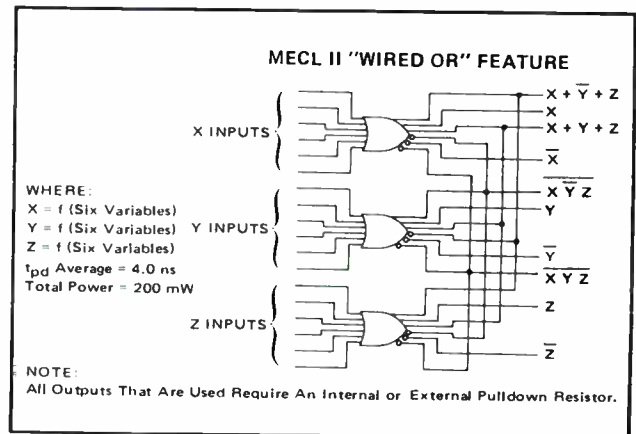 MECL II "WIRED OR" FEATURE
X + Y̅ + Z
X
X + Y + Z
X INPUTS
X̅
X̅ ̅Y̅̅ ̅Z̅
WHERE:
X = f (Six Variables)
Y = f (Six Variables)
Z = f (Six Variables)
t_pd Average = 4.0 ns
Total Power = 200 mW
Y INPUTS
Y
Y̅
X̅ ̅Y̅ ̅Z̅
Z INPUTS
Z
Z̅
NOTE:
All Outputs That Are Used Require An Internal or External Pulldown Resistor.